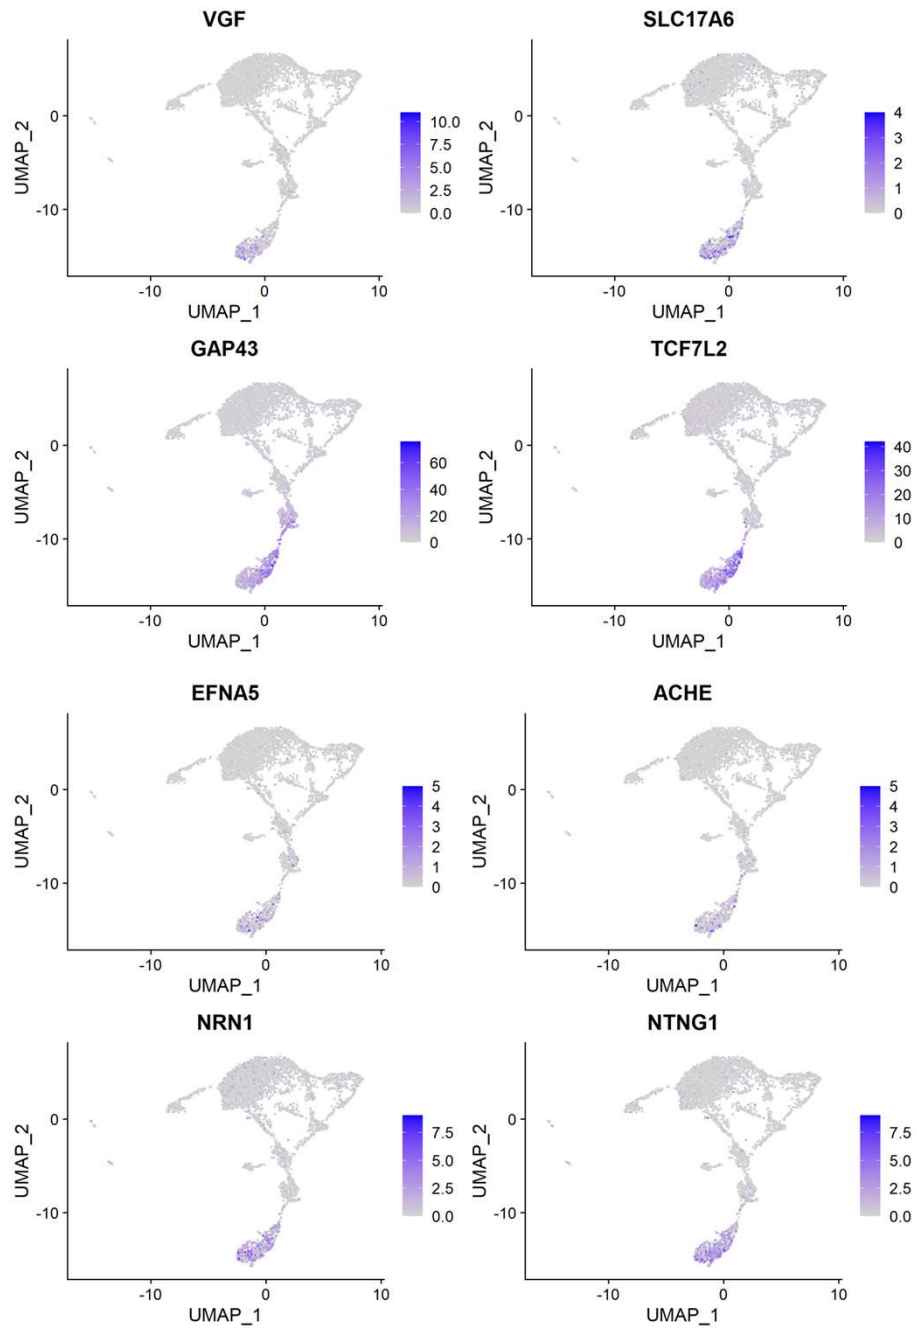 VGF
SLC17A6
0
-10
UMAP_2
-10 0 10
UMAP_1
10.0
7.5
5.0
2.5
0.0
0
-10
UMAP_2
-10 0 10
UMAP_1
4
3
2
1
0
GAP43
TCF7L2
0
-10
UMAP_2
-10 0 10
UMAP_1
60
40
20
0
0
-10
UMAP_2
-10 0 10
UMAP_1
40
30
20
10
0
EFNA5
ACHE
0
-10
UMAP_2
-10 0 10
UMAP_1
5
4
3
2
1
0
0
-10
UMAP_2
-10 0 10
UMAP_1
5
4
3
2
1
0
NRN1
NTNG1
0
-10
UMAP_2
-10 0 10
UMAP_1
7.5
5.0
2.5
0.0
0
-10
UMAP_2
-10 0 10
UMAP_1
7.5
5.0
2.5
0.0